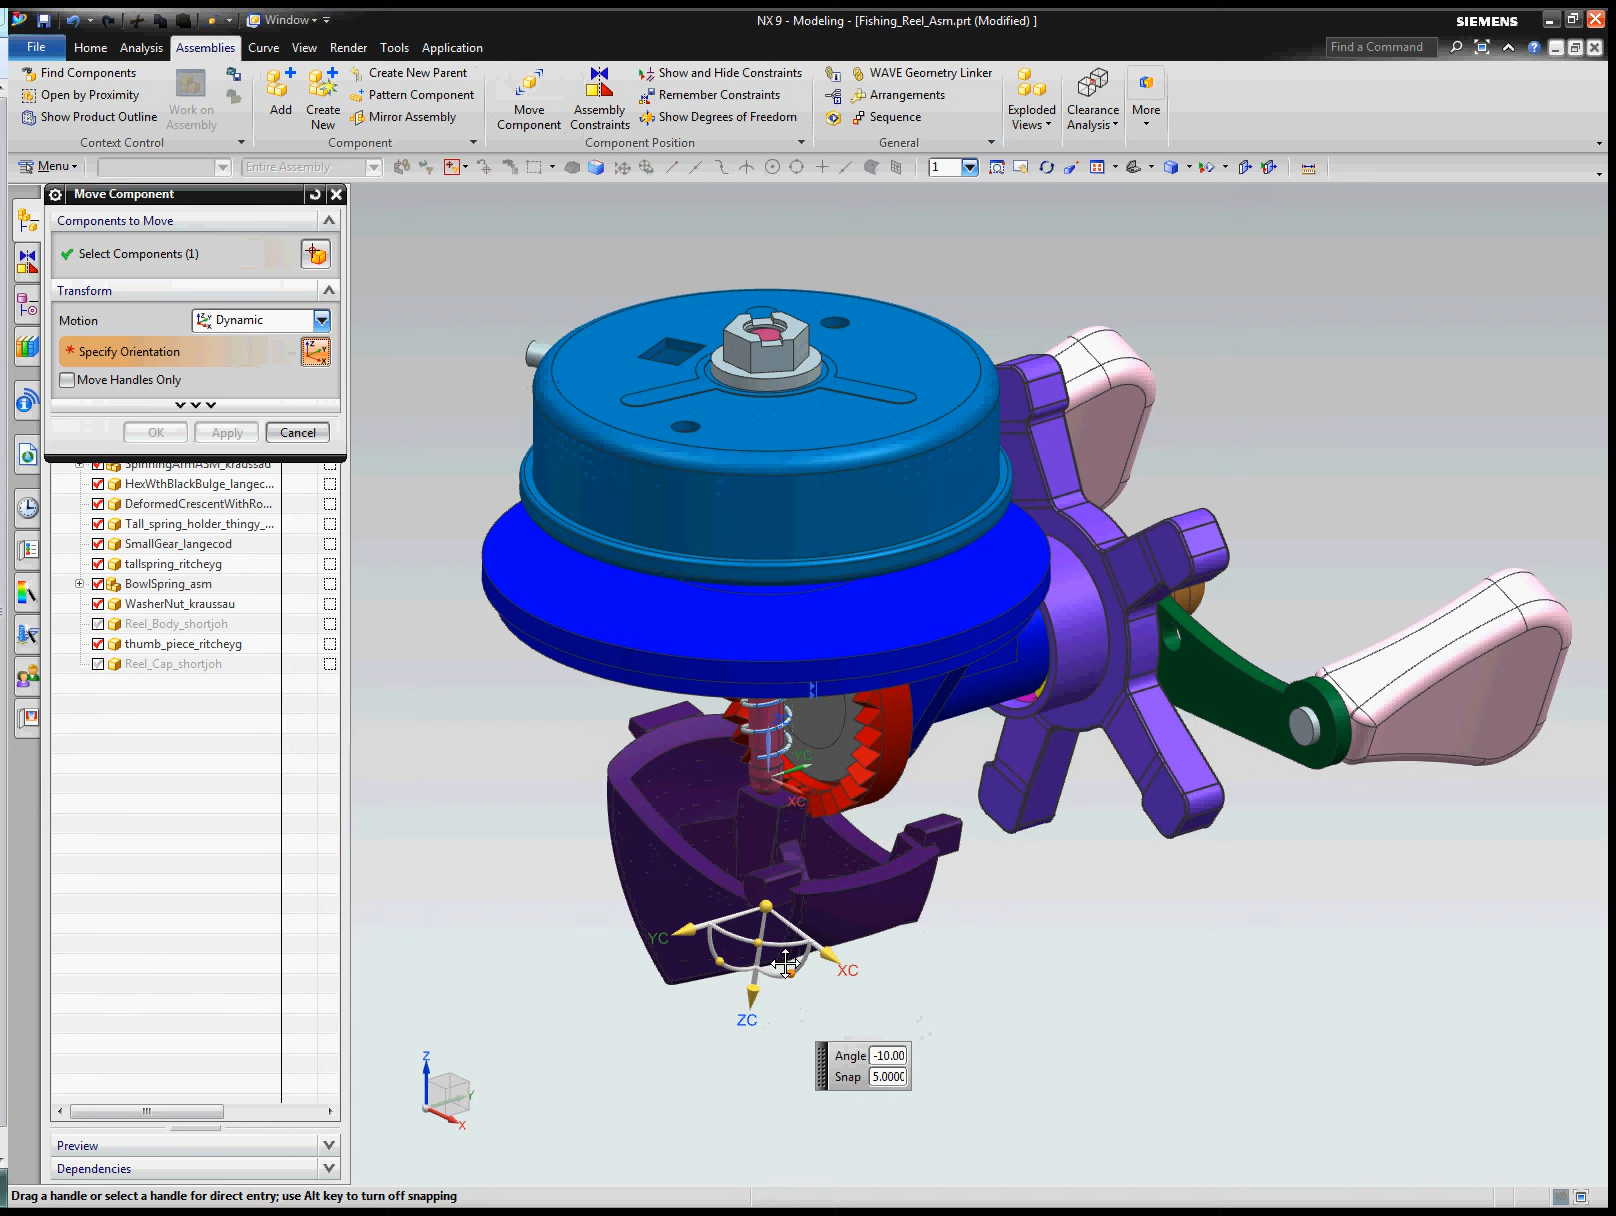 Window
NX 9 - Modeling - [Fishing_Reel_Asm.prt (Modified) ]
SIEMENS
File
Home
Analysis
Assemblies
Curve
View
Render
Tools
Application
Find a Command
Find Components
Open by Proximity
Show Product Outline
Work on
Assembly
Context Control
Add
Create
New
Create New Parent
Pattern Component
Mirror Assembly
Component
Move
Component
Assembly
Constraints
Show and Hide Constraints
Remember Constraints
Show Degrees of Freedom
Component Position
WAVE Geometry Linker
Arrangements
Sequence
General
Exploded
Views
Clearance
Analysis
More
Menu
Entire Assembly
1
Move Component
Components to Move
Select Components (1)
Transform
Motion
Dynamic
* Specify Orientation
Move Handles Only
OK
Apply
Cancel
SpinningArmASM_kraussau
HexWthBlackBulge_langec...
DeformedCrescentWithRo...
Tall_spring_holder_thingy_...
SmallGear_langecod
tallspring_ritcheyg
BowlSpring_asm
WasherNut_kraussau
Reel_Body_shortjoh
thumb_piece_ritcheyg
Reel_Cap_shortjoh
Preview
Dependencies
YC
XC
YC
XC
ZC
Angle -10.00
Snap 5.0000
Z
Y
X
Drag a handle or select a handle for direct entry; use Alt key to turn off snapping